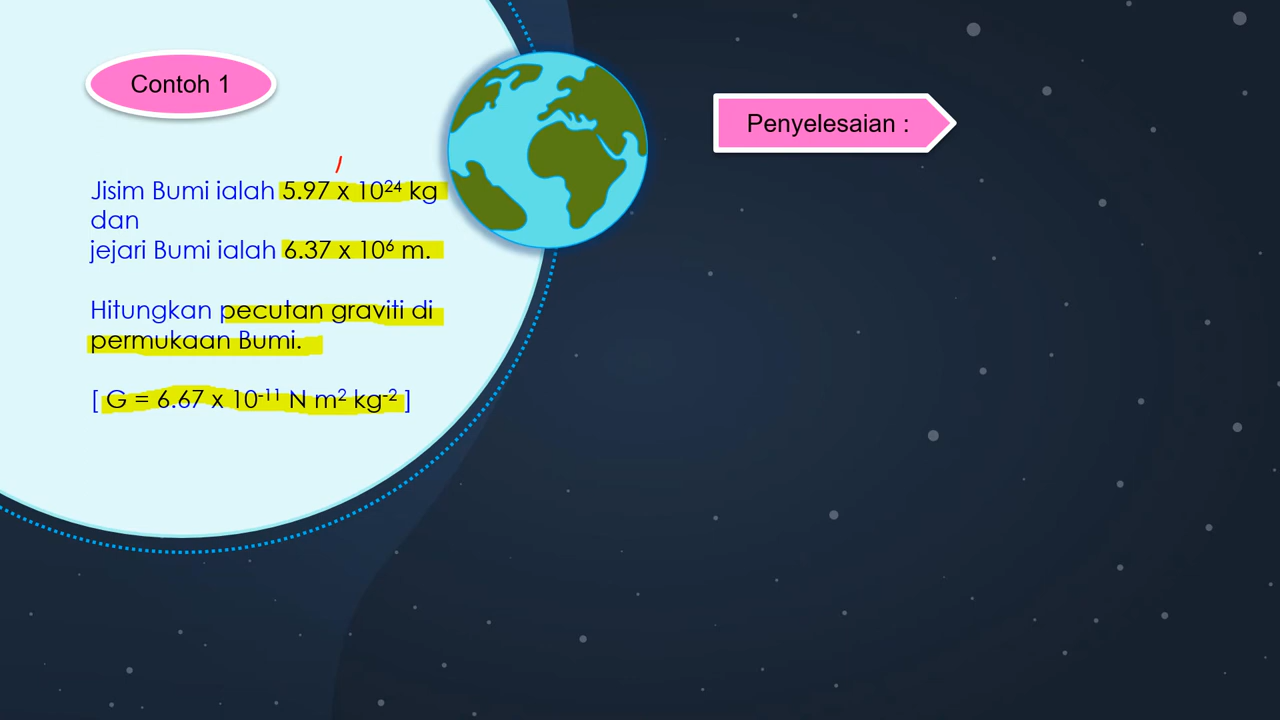 Contoh 1
Jisim Bumi ialah 5.97 x 10²⁴ kg
dan
jejari Bumi ialah 6.37 x 10⁶ m.
Hitungkan pecutan graviti di
permukaan Bumi.
[ G = 6.67 x 10⁻¹¹ N m² kg⁻² ]
Penyelesaian :